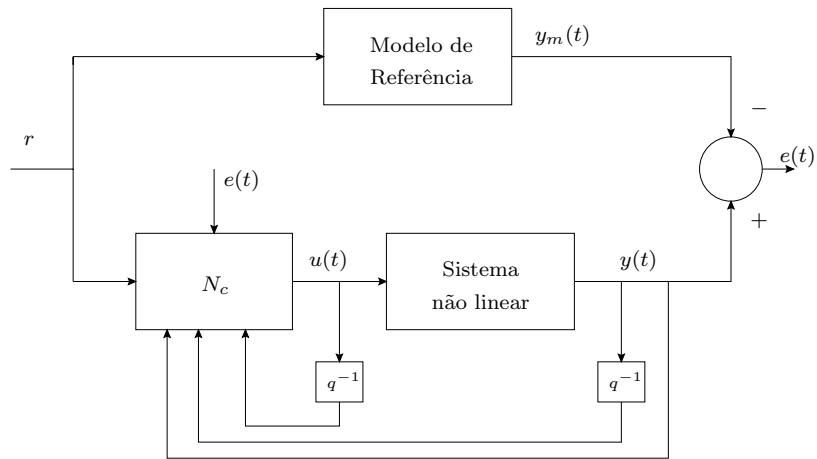 Modelo de
Referência
y_m(t)
−
r
e(t)
e(t)
+
N_c
u(t)
Sistema
não linear
y(t)
q^{-1}
q^{-1}